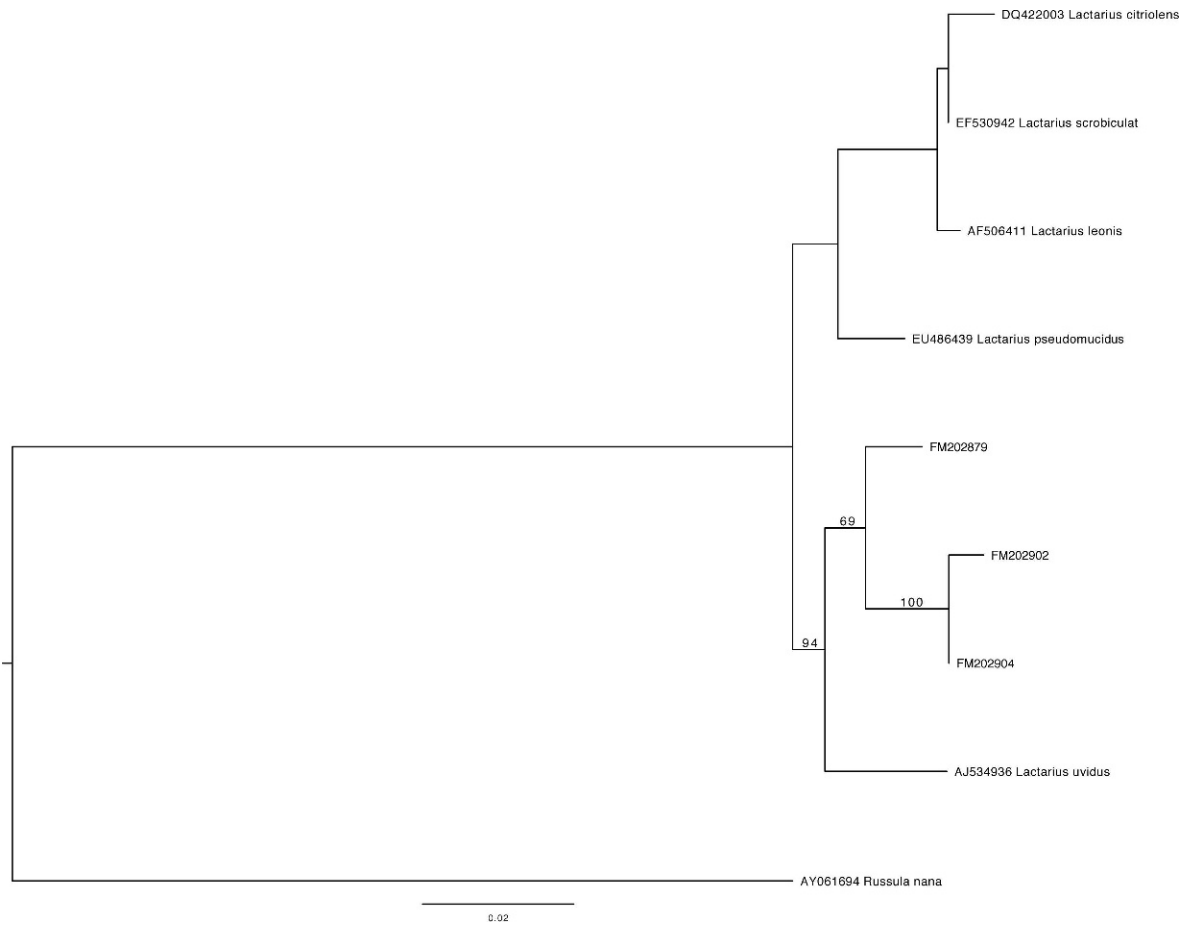 DQ422003 Lactarius citriolens
EF530942 Lactarius scrobiculat
AF506411 Lactarius leonis
EU486439 Lactarius pseudomucidus
FM202879
69
FM202902
100
94
FM202904
AJ534936 Lactarius uvidus
AY061694 Russula nana
0.02